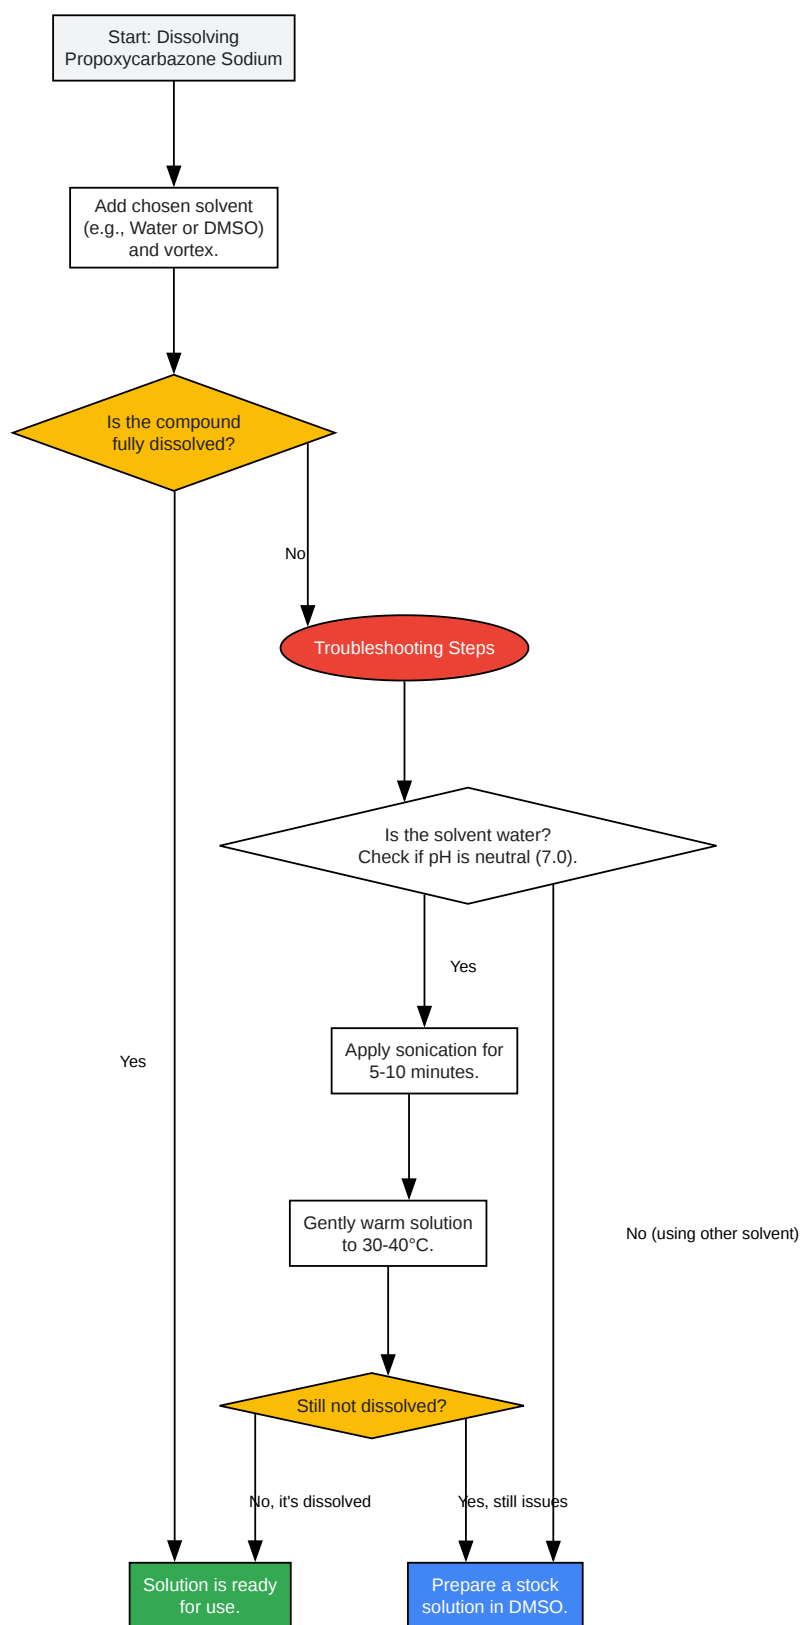 Start: Dissolving
Propoxycarbazone Sodium
Add chosen solvent
(e.g., Water or DMSO)
and vortex.
Is the compound
fully dissolved?
No
Troubleshooting Steps
Is the solvent water?
Check if pH is neutral (7.0).
Yes
Apply sonication for
5-10 minutes.
Yes
Gently warm solution
to 30-40°C.
No (using other solvent)
Still not dissolved?
No, it's dissolved
Yes, still issues
Solution is ready
for use.
Prepare a stock
solution in DMSO.